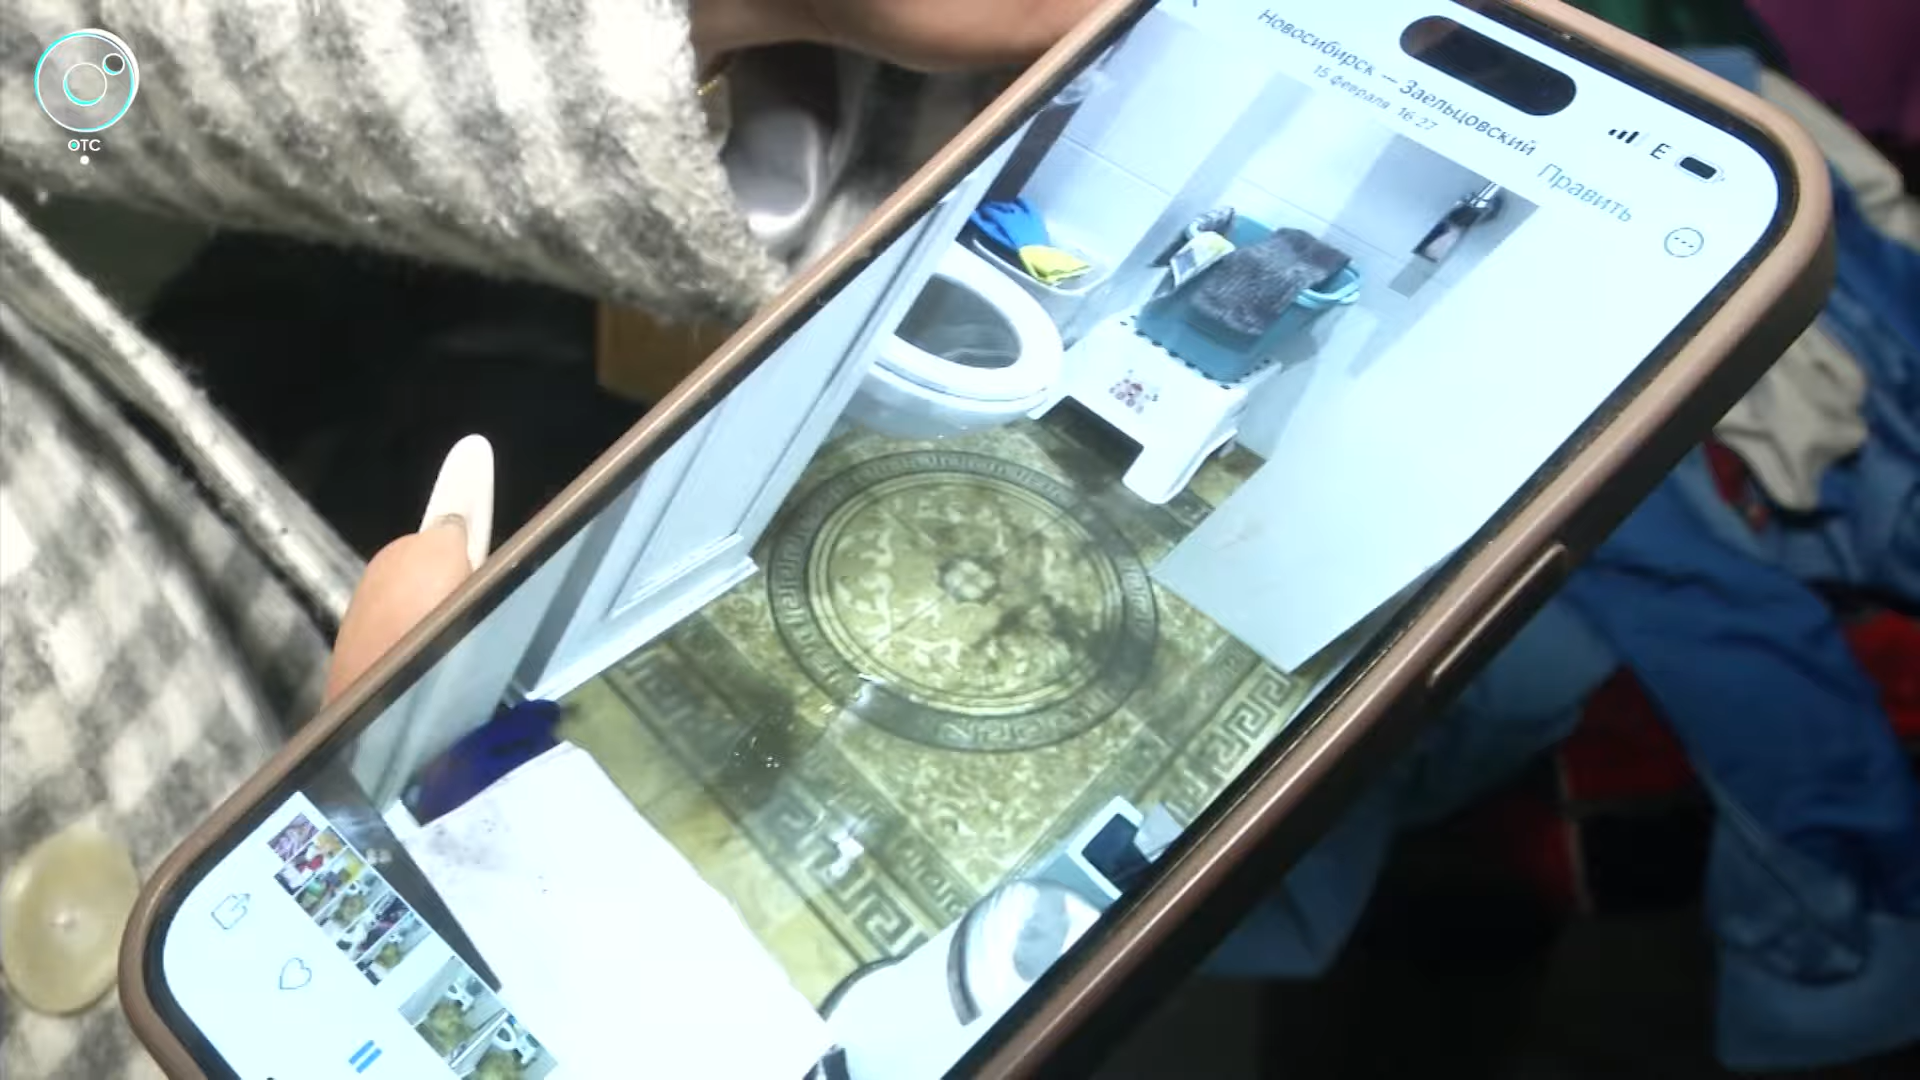 ОТС
Новосибирск — Заельцовский
15 февраля 16:27
E
Править